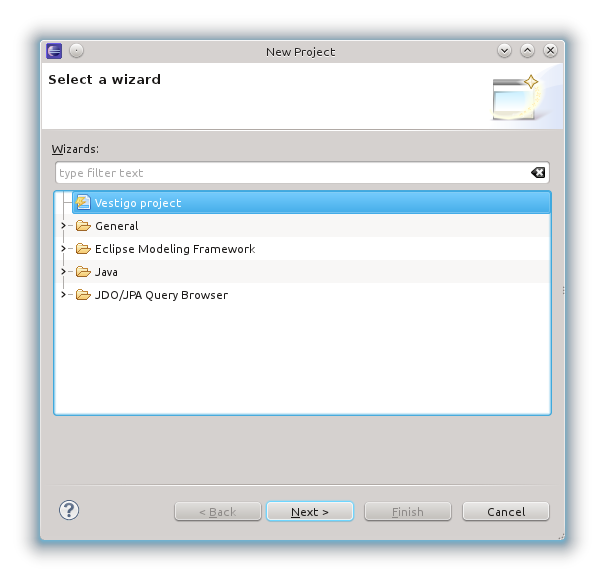 New Project
Select a wizard
Wizards:
type filter text
Vestigo project
General
Eclipse Modeling Framework
Java
JDO/JPA Query Browser
?
< Back Next > Finish Cancel